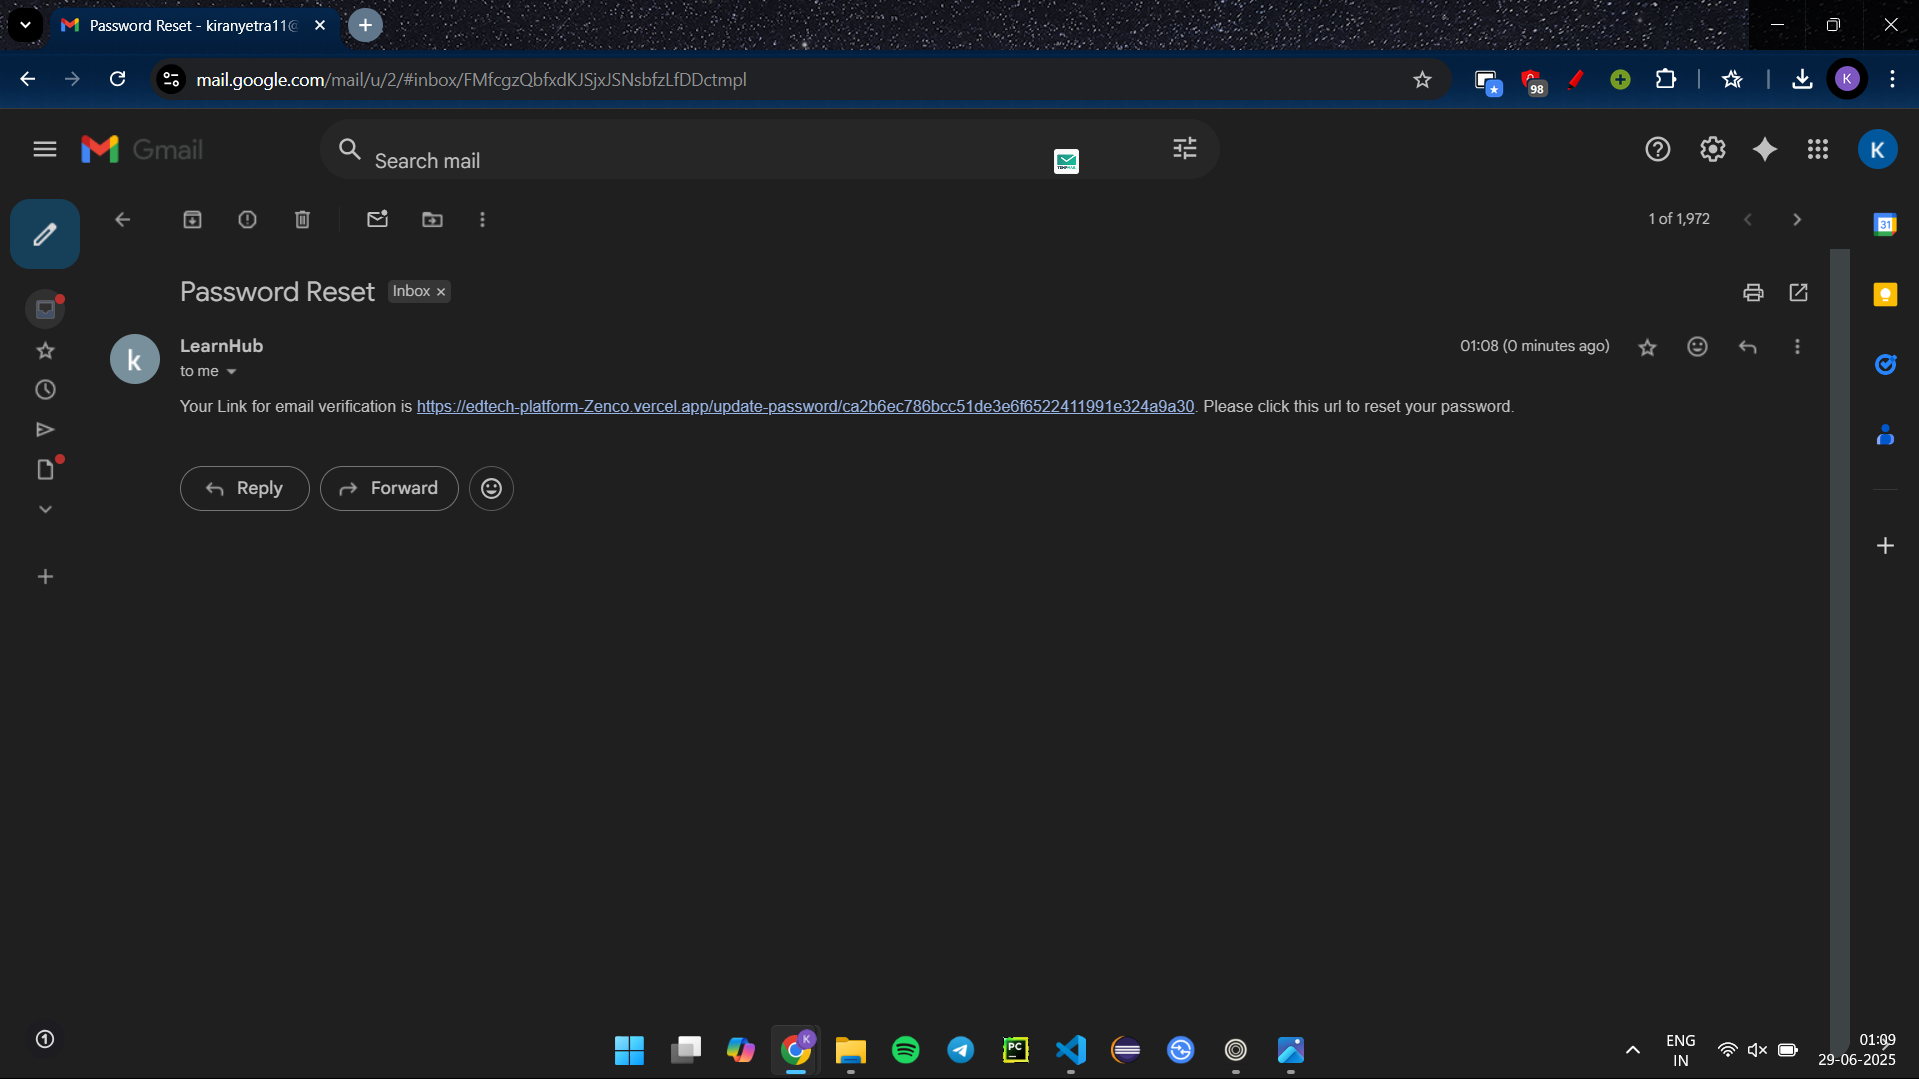 Password Reset - kiranyetra11@
mail.google.com/mail/u/2/#inbox/FMfcgzQbfxdKJSjxJSNsbfzLfDDctmpl
98
K
Gmail
Search mail
K
1 of 1,972
31
Password Reset Inbox ×
k
LearnHub
01:08 (0 minutes ago)
to me
Your Link for email verification is https://edtech-platform-Zenco.vercel.app/update-password/ca2b6ec786bcc51de3e6f6522411991e324a9a30. Please click this url to reset your password.
Reply
Forward
K
PC
ENG
IN
01:09
29-06-2025